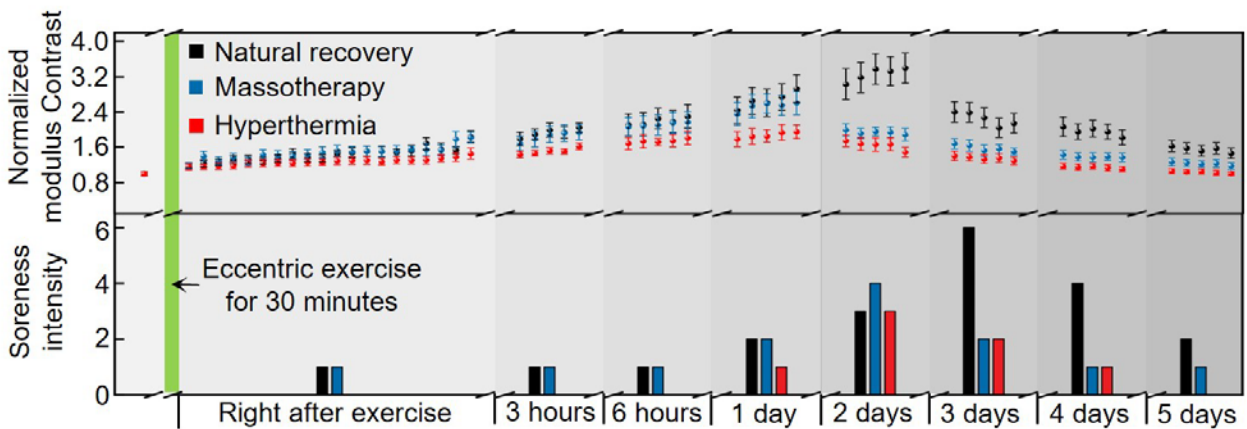 Normalized
modulus Contrast
4.0
3.2
2.4
1.6
0.8
Natural recovery
Massotherapy
Hyperthermia
Soreness
intensity
6
4
2
0
Eccentric exercise
for 30 minutes
Right after exercise
3 hours
6 hours
1 day
2 days
3 days
4 days
5 days